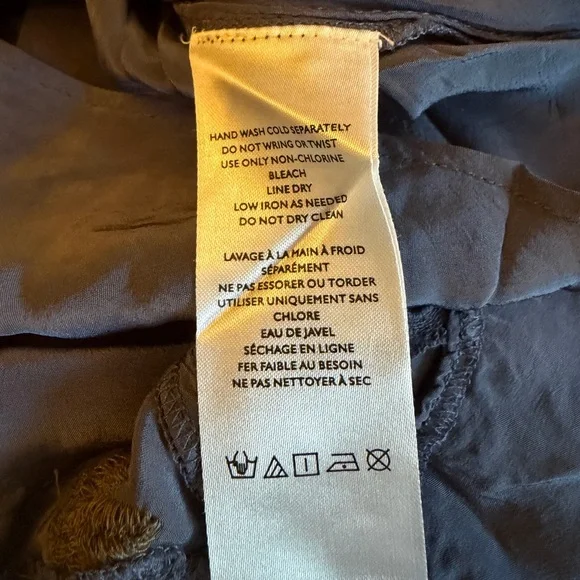 HAND WASH COLD SEPARATELY
DO NOT WRING OR TWIST
USE ONLY NON-CHLORINE
BLEACH
LINE DRY
LOW IRON AS NEEDED
DO NOT DRY CLEAN
LAVAGE À LA MAIN À FROID
SÉPARÉMENT
NE PAS ESSORER OU TORDER
UTILISER UNIQUEMENT SANS
CHLORE
EAU DE JAVEL
SÉCHAGE EN LIGNE
FER FAIBLE AU BESOIN
NE PAS NETTOYER À SEC